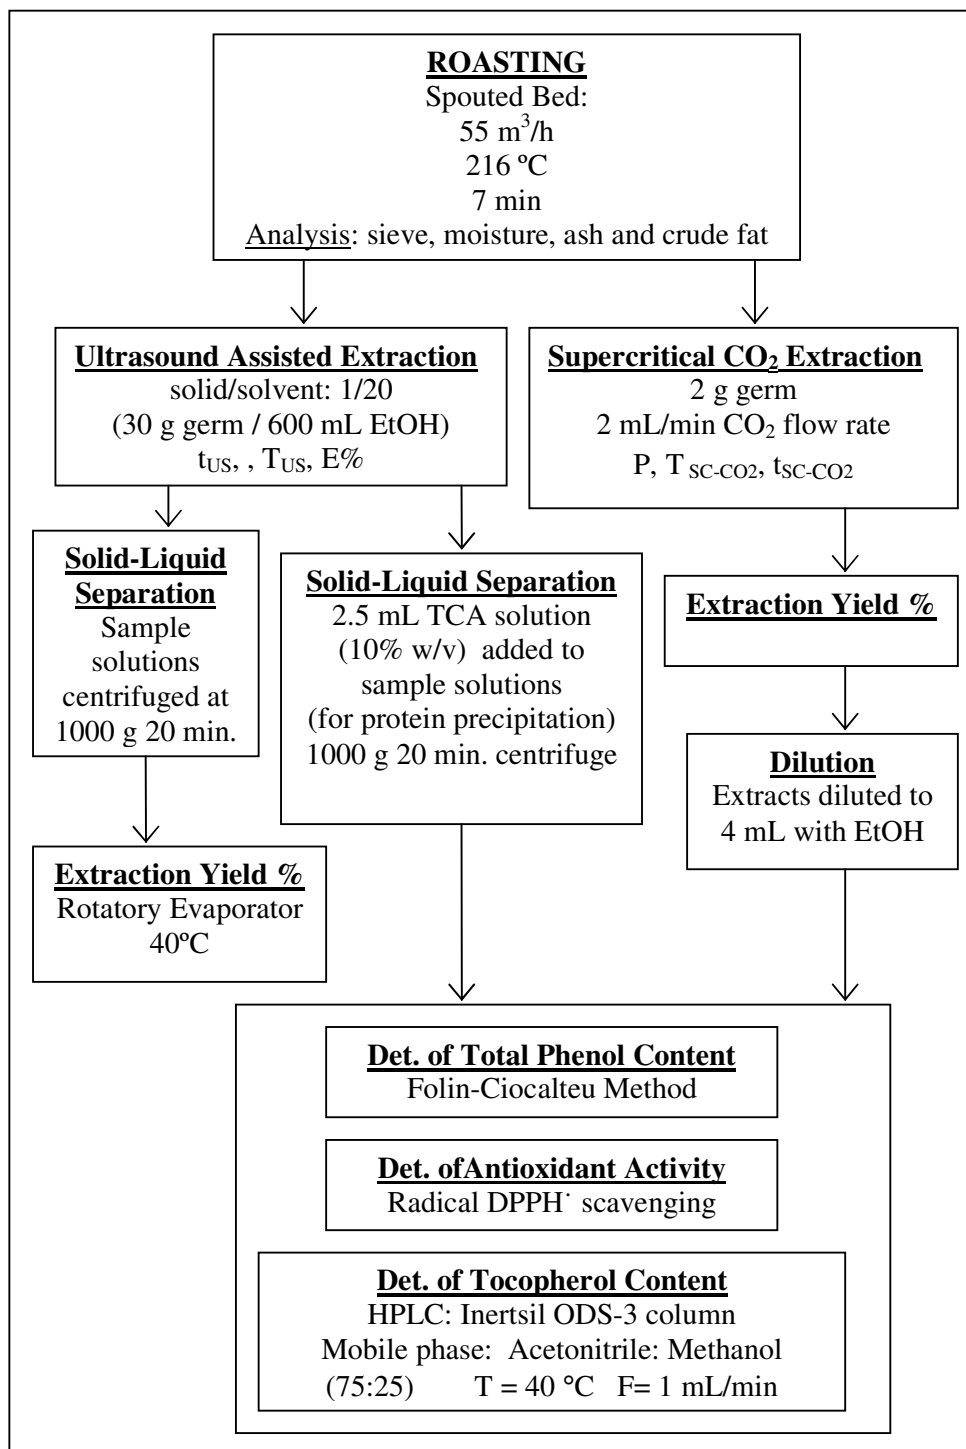 ROASTING
Spouted Bed:
55 m³/h
216 ºC
7 min
Analysis: sieve, moisture, ash and crude fat
Ultrasound Assisted Extraction
solid/solvent: 1/20
(30 g germ / 600 mL EtOH)
tUS, , TUS, E%
Supercritical CO₂ Extraction
2 g germ
2 mL/min CO₂ flow rate
P, T SC-CO2, tSC-CO2
Solid-Liquid
Separation
Sample
solutions
centrifuged at
1000 g 20 min.
Solid-Liquid Separation
2.5 mL TCA solution
(10% w/v) added to
sample solutions
(for protein precipitation)
1000 g 20 min. centrifuge
Extraction Yield %
Dilution
Extracts diluted to
4 mL with EtOH
Extraction Yield %
Rotatory Evaporator
40ºC
Det. of Total Phenol Content
Folin-Ciocalteu Method
Det. ofAntioxidant Activity
Radical DPPH˙ scavenging
Det. of Tocopherol Content
HPLC: Inertsil ODS-3 column
Mobile phase: Acetonitrile: Methanol
(75:25) T = 40 °C F= 1 mL/min